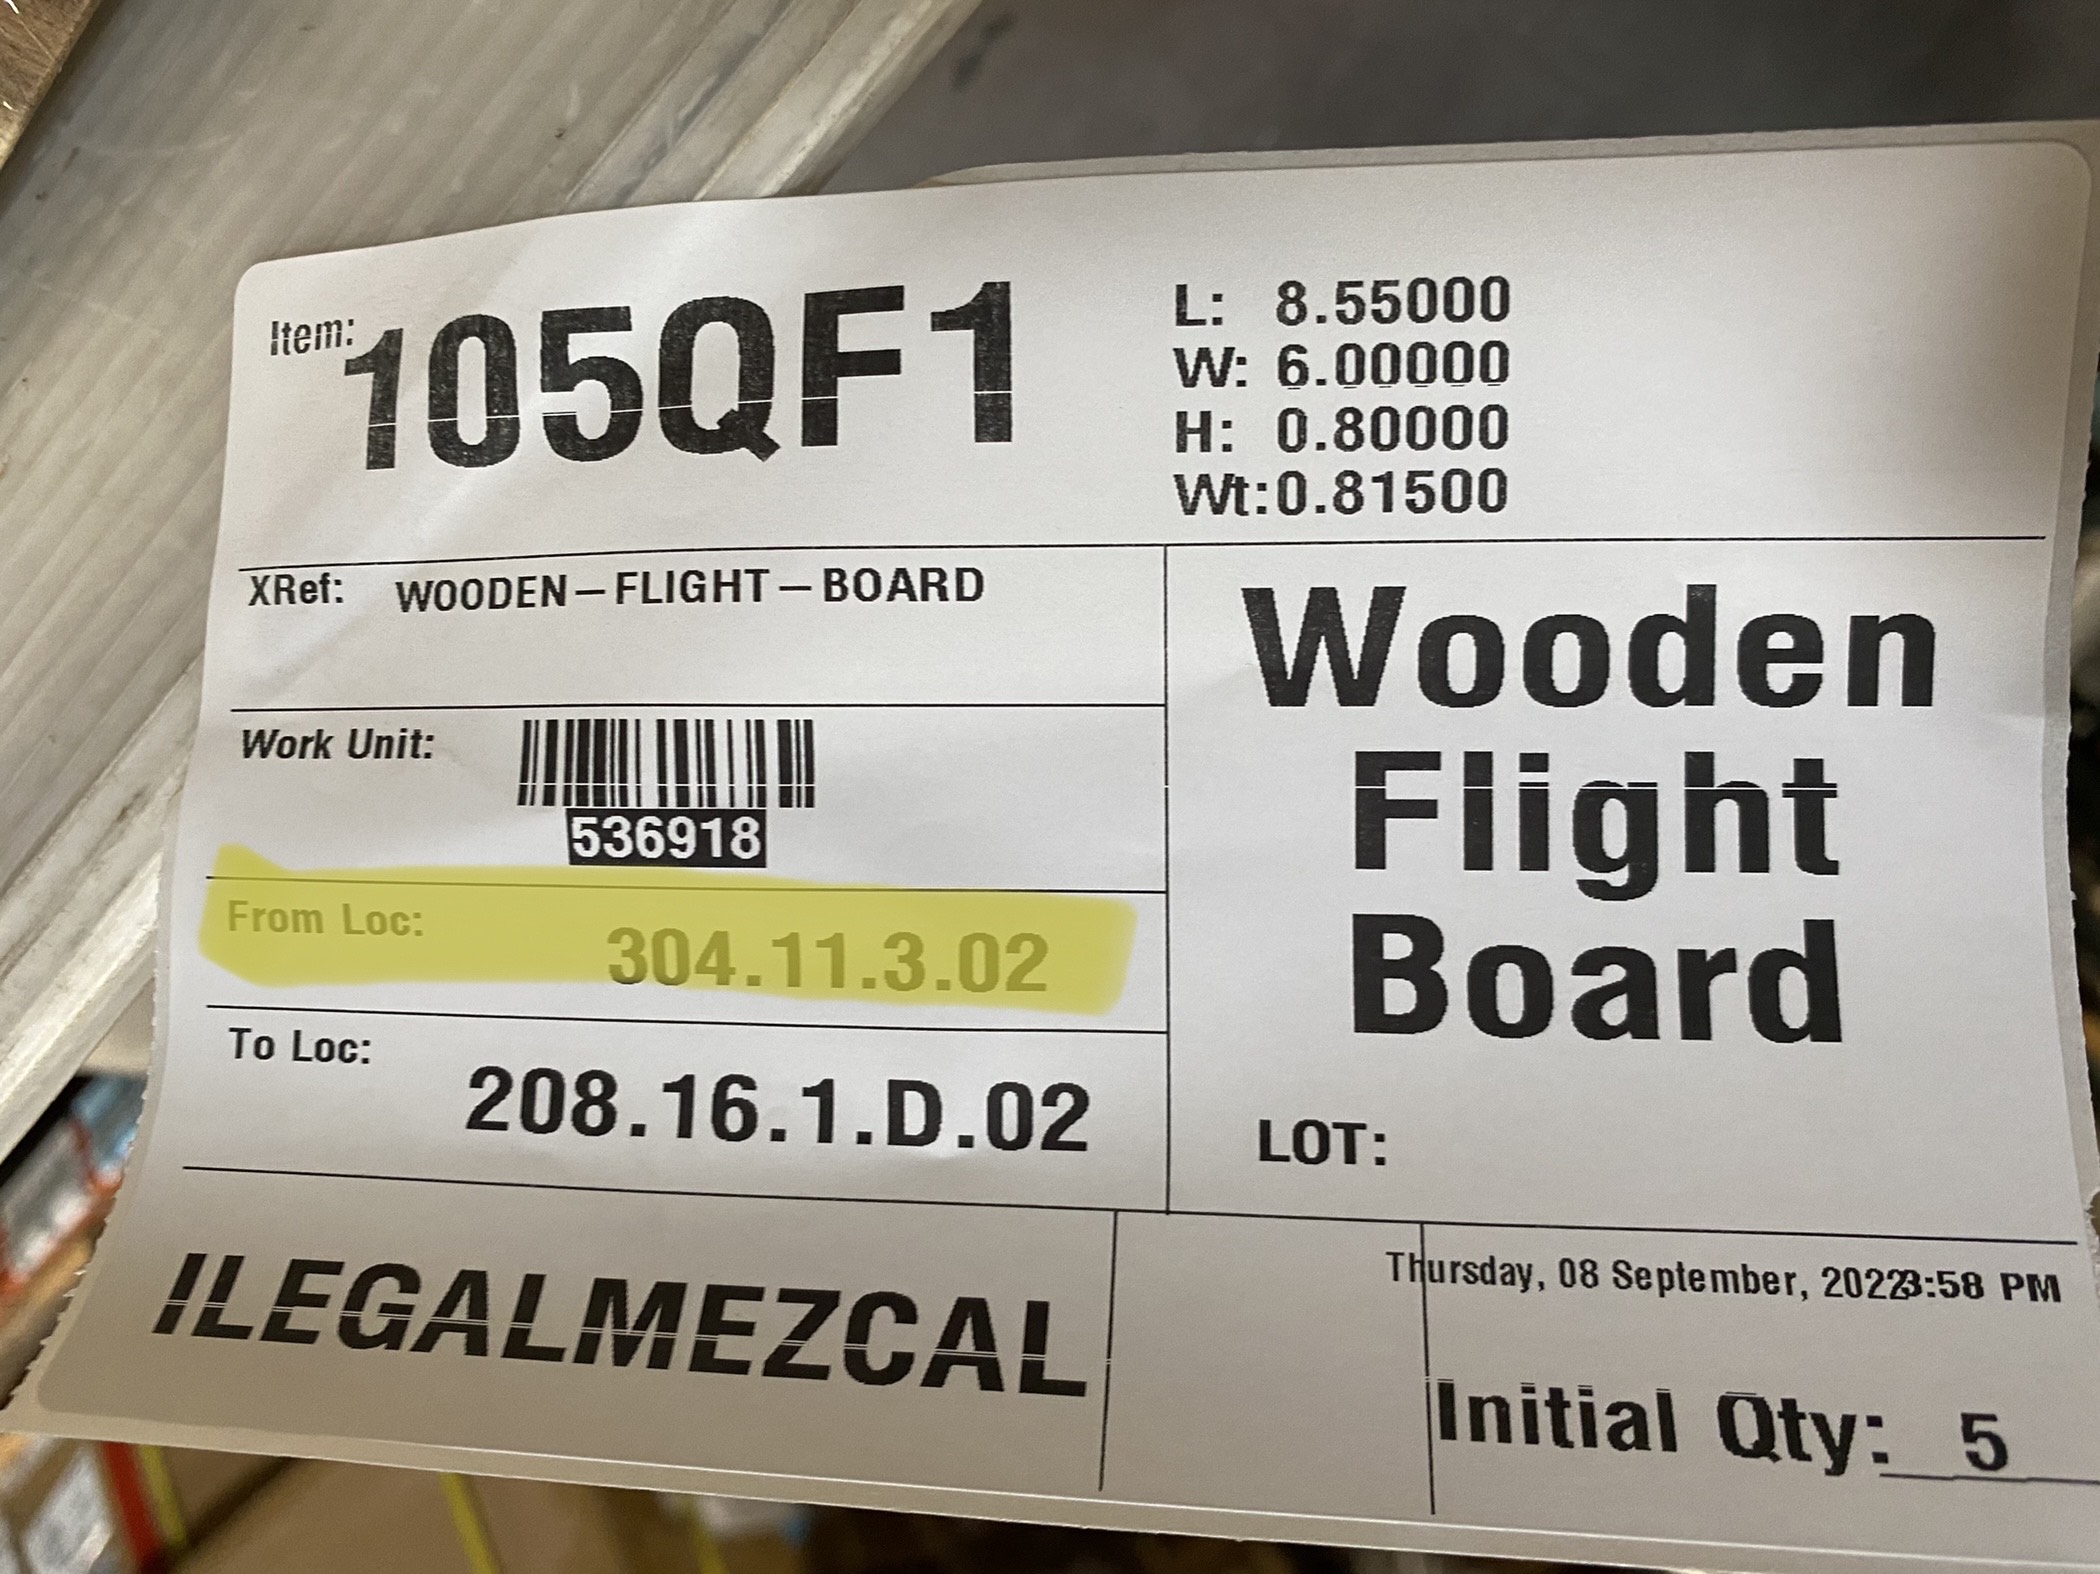 Item: 105QF1
L: 8.55000
W: 6.00000
H: 0.80000
Wt:0.81500
XRef: WOODEN-FLIGHT-BOARD
Work Unit:
536918
From Loc: 304.11.3.02
To Loc: 208.16.1.D.02
Wooden
Flight
Board
LOT:
ILEGALMEZCAL
Thursday, 08 September, 2022 3:58 PM
Initial Qty: 5